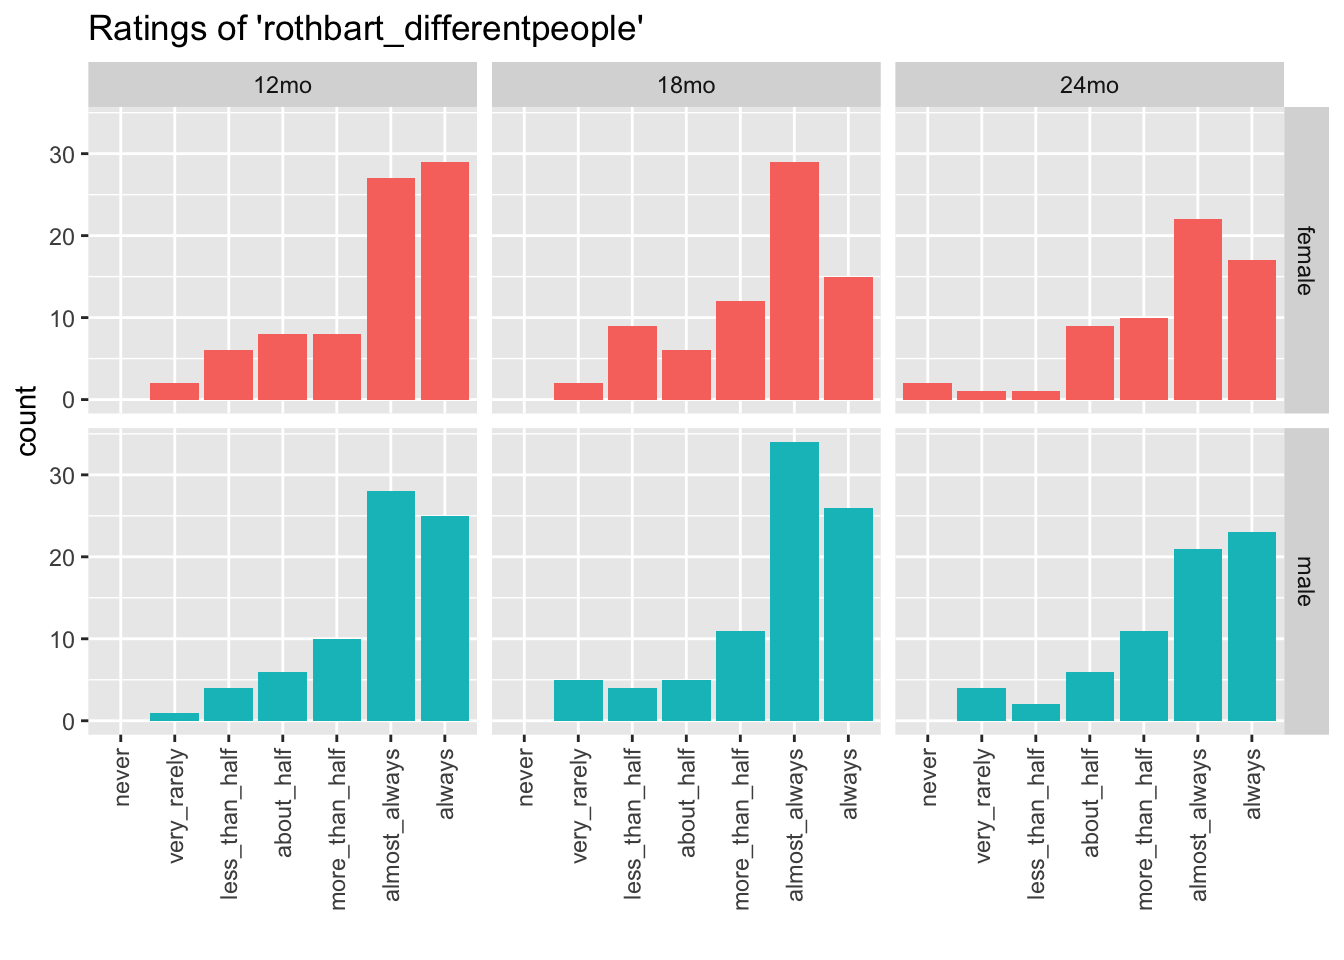 Ratings of 'rothbart_differentpeople'
12mo
18mo
24mo
30
20
10
0
female
count
30
20
10
0
male
never
very_rarely
less_than_half
about_half
more_than_half
almost_always
always
never
very_rarely
less_than_half
about_half
more_than_half
almost_always
always
never
very_rarely
less_than_half
about_half
more_than_half
almost_always
always